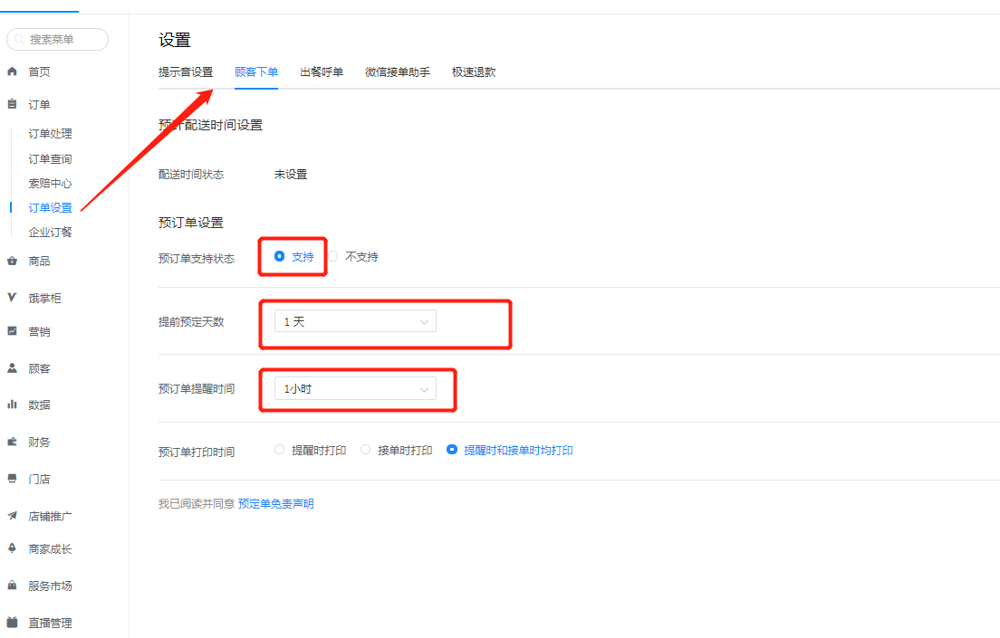 搜索菜单
首页
订单
订单处理
订单查询
索赔中心
订单设置
企业订餐
商品
饿掌柜
营销
顾客
数据
财务
门店
店铺推广
商家成长
服务市场
直播管理
设置
提示音设置 顾客下单 出餐呼单 微信接单助手 极速退款
预计配送时间设置
配送时间状态 未设置
预订单设置
预订单支持状态 支持 不支持
提前预定天数 1 天
预订单提醒时间 1小时
预订单打印时间 提醒时打印 接单时打印 提醒时和接单时均打印
我已阅读并同意 预定单免责声明